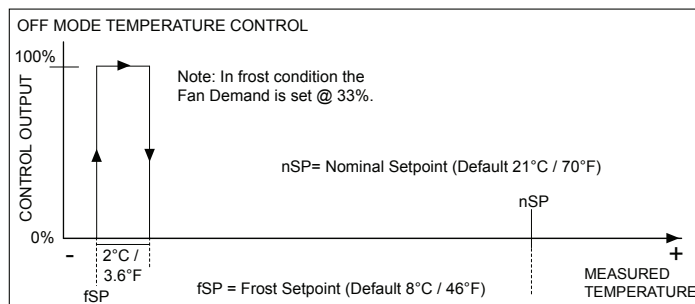 OFF MODE TEMPERATURE CONTROL
100%
Note: In frost condition the
Fan Demand is set @ 33%.
CONTROL OUTPUT
nSP= Nominal Setpoint (Default 21°C / 70°F)
nSP
0%
-
+
2°C /
3.6°F
fSP
fSP = Frost Setpoint (Default 8°C / 46°F)
MEASURED
TEMPERATURE